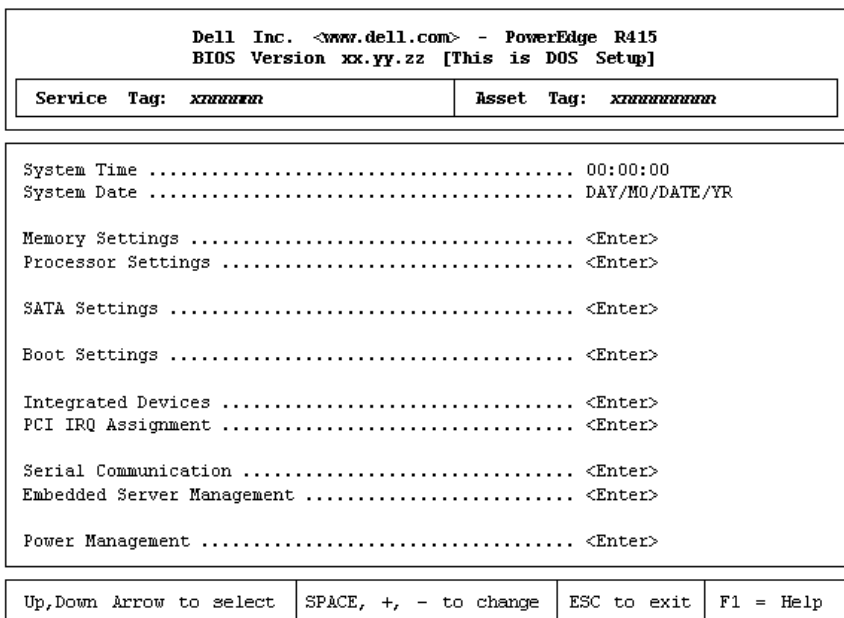 Dell Inc. <www.dell.com> - PowerEdge R415
BIOS Version xx.yy.zz [This is DOS Setup]
Service Tag: xnnnnnn
Asset Tag: xnnnnnnnnnn
System Time ......................................... 00:00:00
System Date ......................................... DAY/MO/DATE/YR
Memory Settings ..................................... <Enter>
Processor Settings .................................. <Enter>
SATA Settings ....................................... <Enter>
Boot Settings ....................................... <Enter>
Integrated Devices .................................. <Enter>
PCI IRQ Assignment .................................. <Enter>
Serial Communication ................................ <Enter>
Embedded Server Management .......................... <Enter>
Power Management .................................... <Enter>
Up,Down Arrow to select
SPACE, +, - to change
ESC to exit
F1 = Help